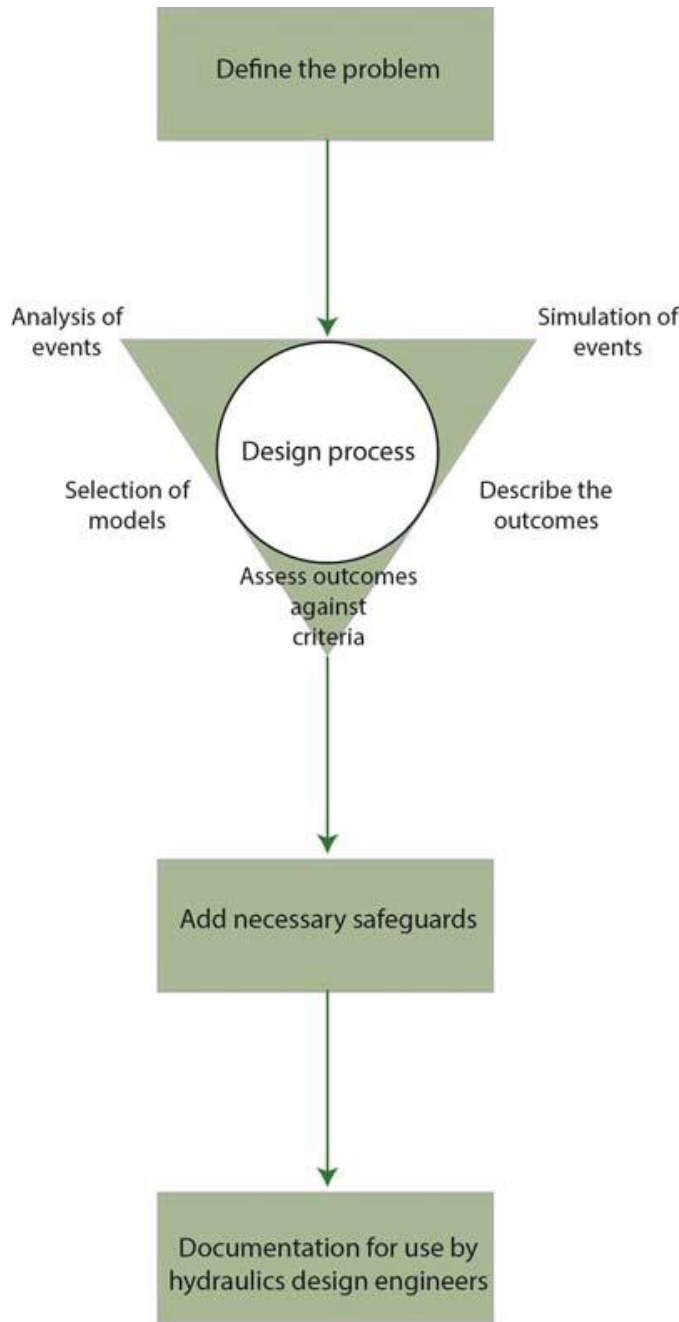 Define the problem
Analysis of
events
Simulation of
events
Design process
Selection of
models
Describe the
outcomes
Assess outcomes
against
criteria
Add necessary safeguards
Documentation for use by
hydraulics design engineers